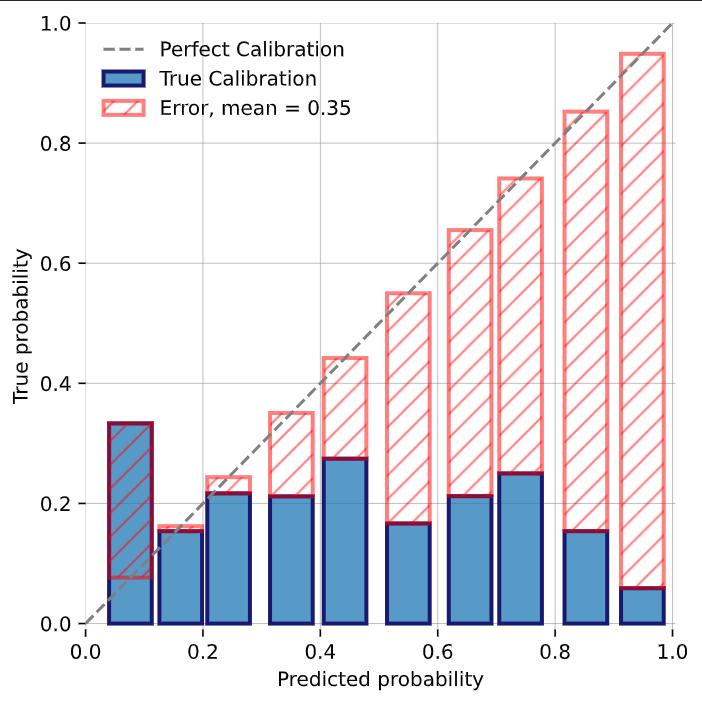 Perfect Calibration
True Calibration
Error, mean = 0.35
1.0
0.8
0.6
0.4
0.2
0.0
True probability
0.0 0.2 0.4 0.6 0.8 1.0
Predicted probability